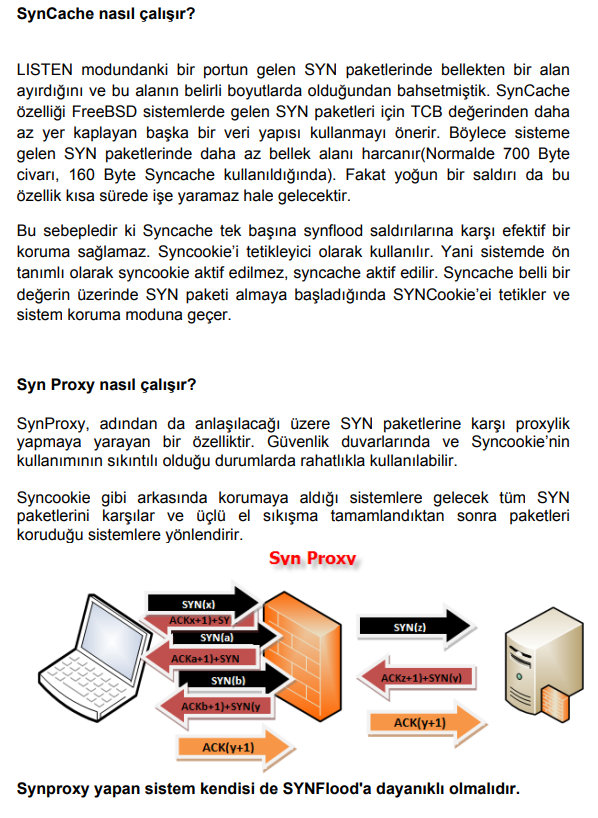 SynCache nasıl çalışır?
LISTEN modundanki bir portun gelen SYN paketlerinde bellekten bir alan
ayırdığını ve bu alanın belirli boyutlarda olduğundan bahsetmiştik. SynCache
özelliği FreeBSD sistemlerde gelen SYN paketleri için TCB değerinden daha
az yer kaplayan başka bir veri yapısı kullanmayı önerir. Böylece sisteme
gelen SYN paketlerinde daha az bellek alanı harcanır(Normalde 700 Byte
civarı, 160 Byte Syncache kullanıldığında). Fakat yoğun bir saldırı da bu
özellik kısa sürede işe yaramaz hale gelecektir.
Bu sebepledir ki Syncache tek başına synflood saldırılarına karşı efektif bir
koruma sağlamaz. Syncookie’i tetikleyici olarak kullanılır. Yani sistemde ön
tanımlı olarak syncookie aktif edilmez, syncache aktif edilir. Syncache belli bir
değerin üzerinde SYN paketi almaya başladığında SYNCookie’ei tetikler ve
sistem koruma moduna geçer.
Syn Proxy nasıl çalışır?
SynProxy, adından da anlaşılacağı üzere SYN paketlerine karşı proxylik
yapmaya yarayan bir özelliktir. Güvenlik duvarlarında ve Syncookie’nin
kullanımının sıkıntılı olduğu durumlarda rahatlıkla kullanılabilir.
Syncookie gibi arkasında korumaya aldığı sistemlere gelecek tüm SYN
paketlerini karşılar ve üçlü el sıkışma tamamlandıktan sonra paketleri
koruduğu sistemlere yönlendirir.
Syn Proxy
SYN(x)
ACKx+1)+SY
SYN(a)
ACKa+1)+SYN
SYN(b)
ACKb+1)+SYN(y
ACK(y+1)
SYN(z)
ACKz+1)+SYN(y)
ACK(y+1)
Synproxy yapan sistem kendisi de SYNFlood'a dayanıklı olmalıdır.